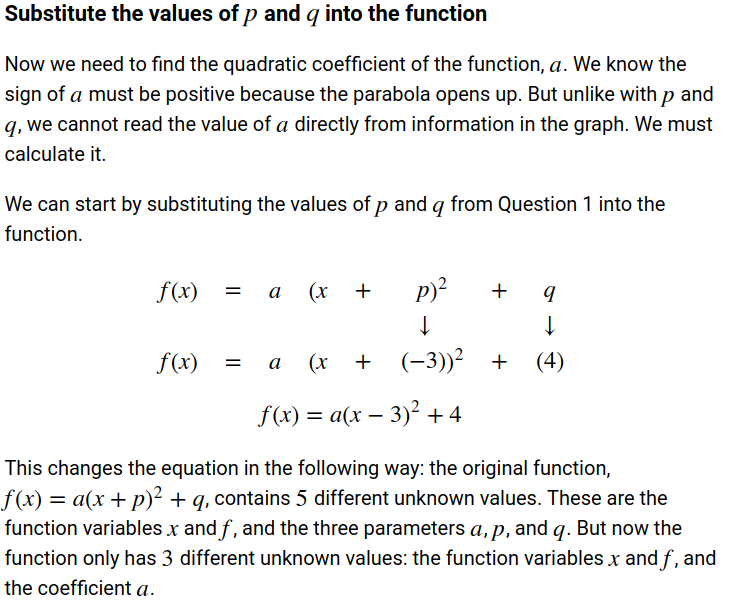 Substitute the values of p and q into the function
Now we need to find the quadratic coefficient of the function, a. We know the
sign of a must be positive because the parabola opens up. But unlike with p and
q, we cannot read the value of a directly from information in the graph. We must
calculate it.
We can start by substituting the values of p and q from Question 1 into the
function.
f(x) = a (x + p)² + q
↓ ↓
f(x) = a (x + (−3))² + (4)
f(x) = a(x − 3)² + 4
This changes the equation in the following way: the original function,
f(x) = a(x + p)² + q, contains 5 different unknown values. These are the
function variables x and f, and the three parameters a, p, and q. But now the
function only has 3 different unknown values: the function variables x and f, and
the coefficient a.